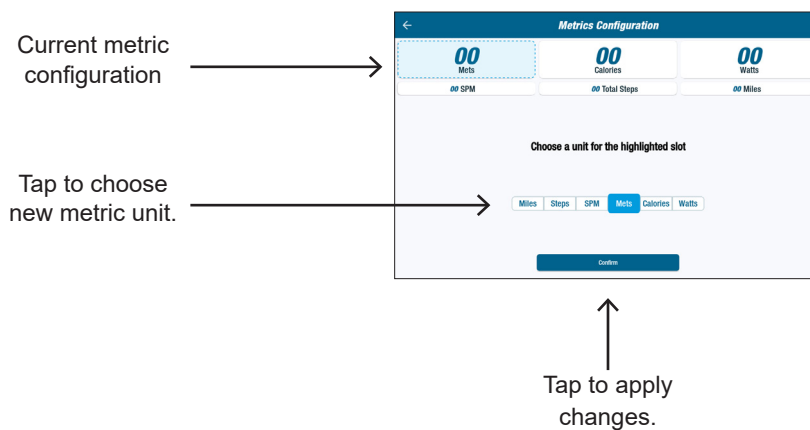 Metrics Configuration
Current metric
configuration
00 00 00
Mets Calories Watts
00 SPM 00 Total Steps 00 Miles
Choose a unit for the highlighted slot
Tap to choose
new metric unit.
Miles Steps SPM Mets Calories Watts
Confirm
Tap to apply
changes.